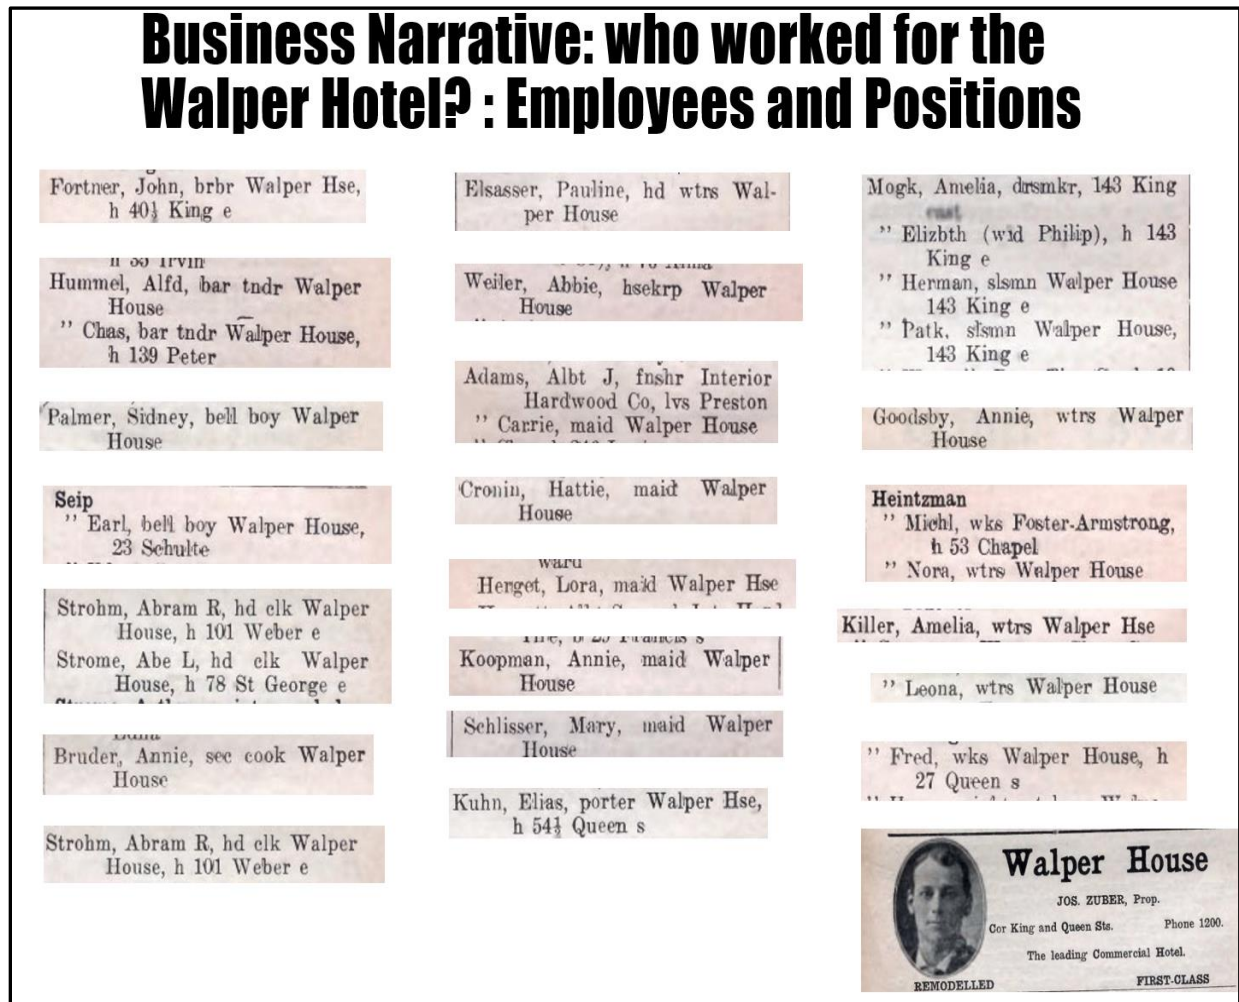 Business Narrative: who worked for the
Walper Hotel? : Employees and Positions
Fortner, John, brbr Walper Hse,
h 40½ King e
h 35 Irvin
Hummel, Alfd, bar tndr Walper
House
" Chas, bar tndr Walper House,
h 139 Peter
Palmer, Sidney, bell boy Walper
House
Seip
" Earl, bell boy Walper House,
23 Schulte
Strohm, Abram R, hd clk Walper
House, h 101 Weber e
Strome, Abe L, hd clk Walper
House, h 78 St George e
Bruder, Annie, sec cook Walper
House
Strohm, Abram R, hd clk Walper
House, h 101 Weber e
Elsasser, Pauline, hd wtrs Wal-
per House
Weiler, Abbie, hsekrp Walper
House
Adams, Albt J, fnshr Interior
Hardwood Co, lvs Preston
" Carrie, maid Walper House
Cronin, Hattie, maid Walper
House
ward
Herget, Lora, maid Walper Hse
Koopman, Annie, maid Walper
House
Schlisser, Mary, maid Walper
House
Kuhn, Elias, porter Walper Hse,
h 54½ Queen s
Mogk, Amelia, drsmkr, 143 King
east
" Elizbth (wid Philip), h 143
King e
" Herman, slsmn Walper House
143 King e
" Patk, slsmn Walper House,
143 King e
Goodsby, Annie, wtrs Walper
House
Heintzman
" Michl, wks Foster-Armstrong,
h 53 Chapel
" Nora, wtrs Walper House
Killer, Amelia, wtrs Walper Hse
" Leona, wtrs Walper House
" Fred, wks Walper House, h
27 Queen s
Walper House
JOS. ZUBER, Prop.
Cor King and Queen Sts. Phone 1200.
The leading Commercial Hotel.
REMODELLED FIRST-CLASS